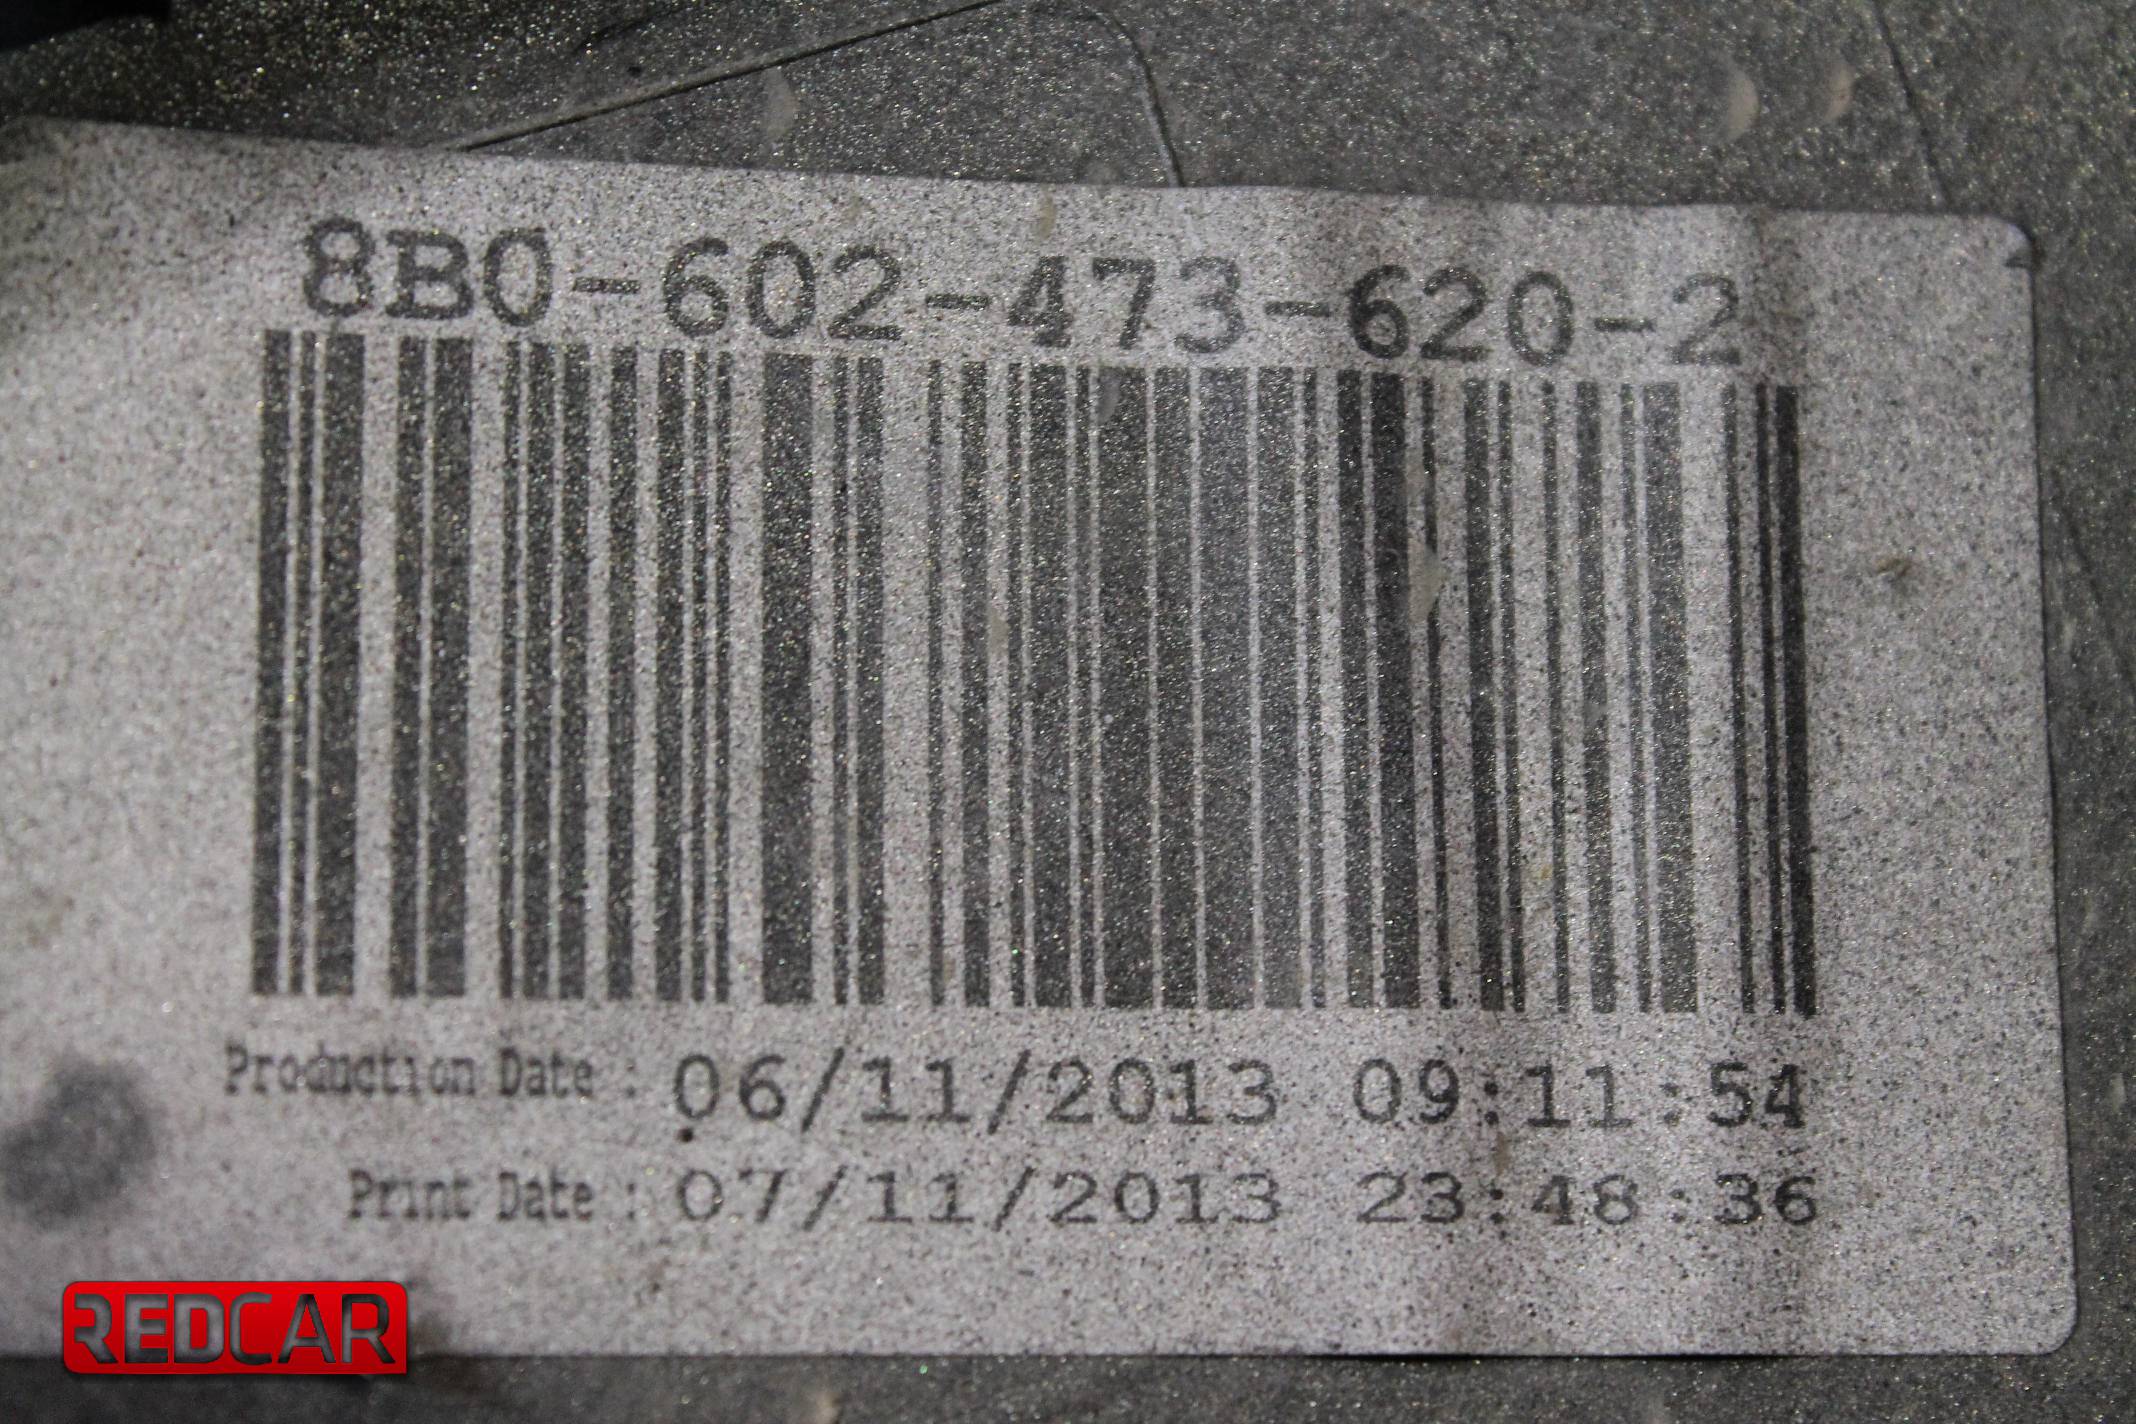 8B0-602-473-620-2
Production Date : 06/11/2013 09:11:54
Print Date : 07/11/2013 23:48:36
REDCAR